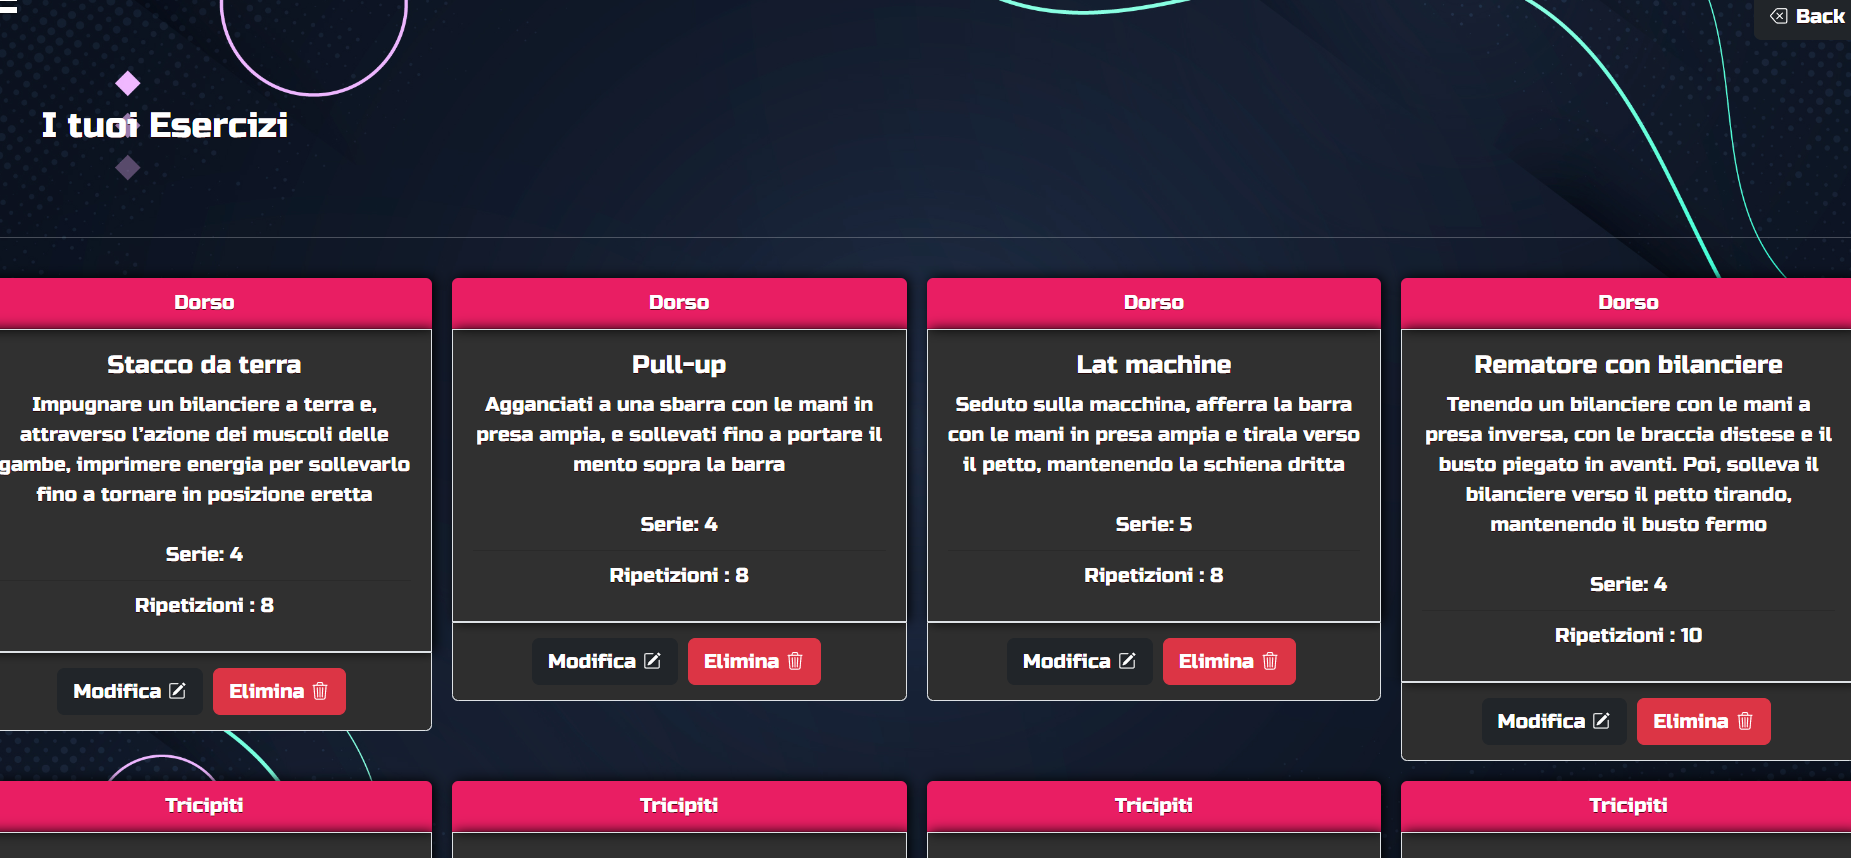 Back
I tuoi Esercizi
Dorso
Stacco da terra
Impugnare un bilanciere a terra e,
attraverso l'azione dei muscoli delle
gambe, imprimere energia per sollevarlo
fino a tornare in posizione eretta
Serie: 4
Ripetizioni : 8
Modifica
Elimina
Dorso
Pull-up
Agganciati a una sbarra con le mani in
presa ampia, e sollevati fino a portare il
mento sopra la barra
Serie: 4
Ripetizioni : 8
Modifica
Elimina
Dorso
Lat machine
Seduto sulla macchina, afferra la barra
con le mani in presa ampia e tirala verso
il petto, mantenendo la schiena dritta
Serie: 5
Ripetizioni : 8
Modifica
Elimina
Dorso
Rematore con bilanciere
Tenendo un bilanciere con le mani a
presa inversa, con le braccia distese e il
busto piegato in avanti. Poi, solleva il
bilanciere verso il petto tirando,
mantenendo il busto fermo
Serie: 4
Ripetizioni : 10
Modifica
Elimina
Tricipiti
Tricipiti
Tricipiti
Tricipiti